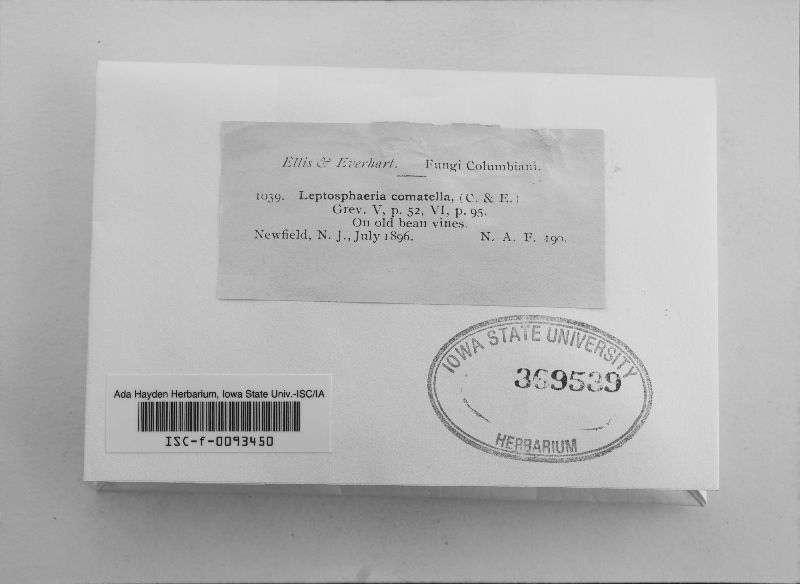 Ellis & Everhart. Fungi Columbiani.
1039. Leptosphaeria comatella, (C. & E.)
Grev. V, p. 52, VI, p. 95.
On old bean vines.
Newfield, N. J., July 1896. N. A. F. 190.
IOWA STATE UNIVERSITY
369539
HERBARIUM
Ada Hayden Herbarium, Iowa State Univ.-ISC/IA
ISC-f-0093450